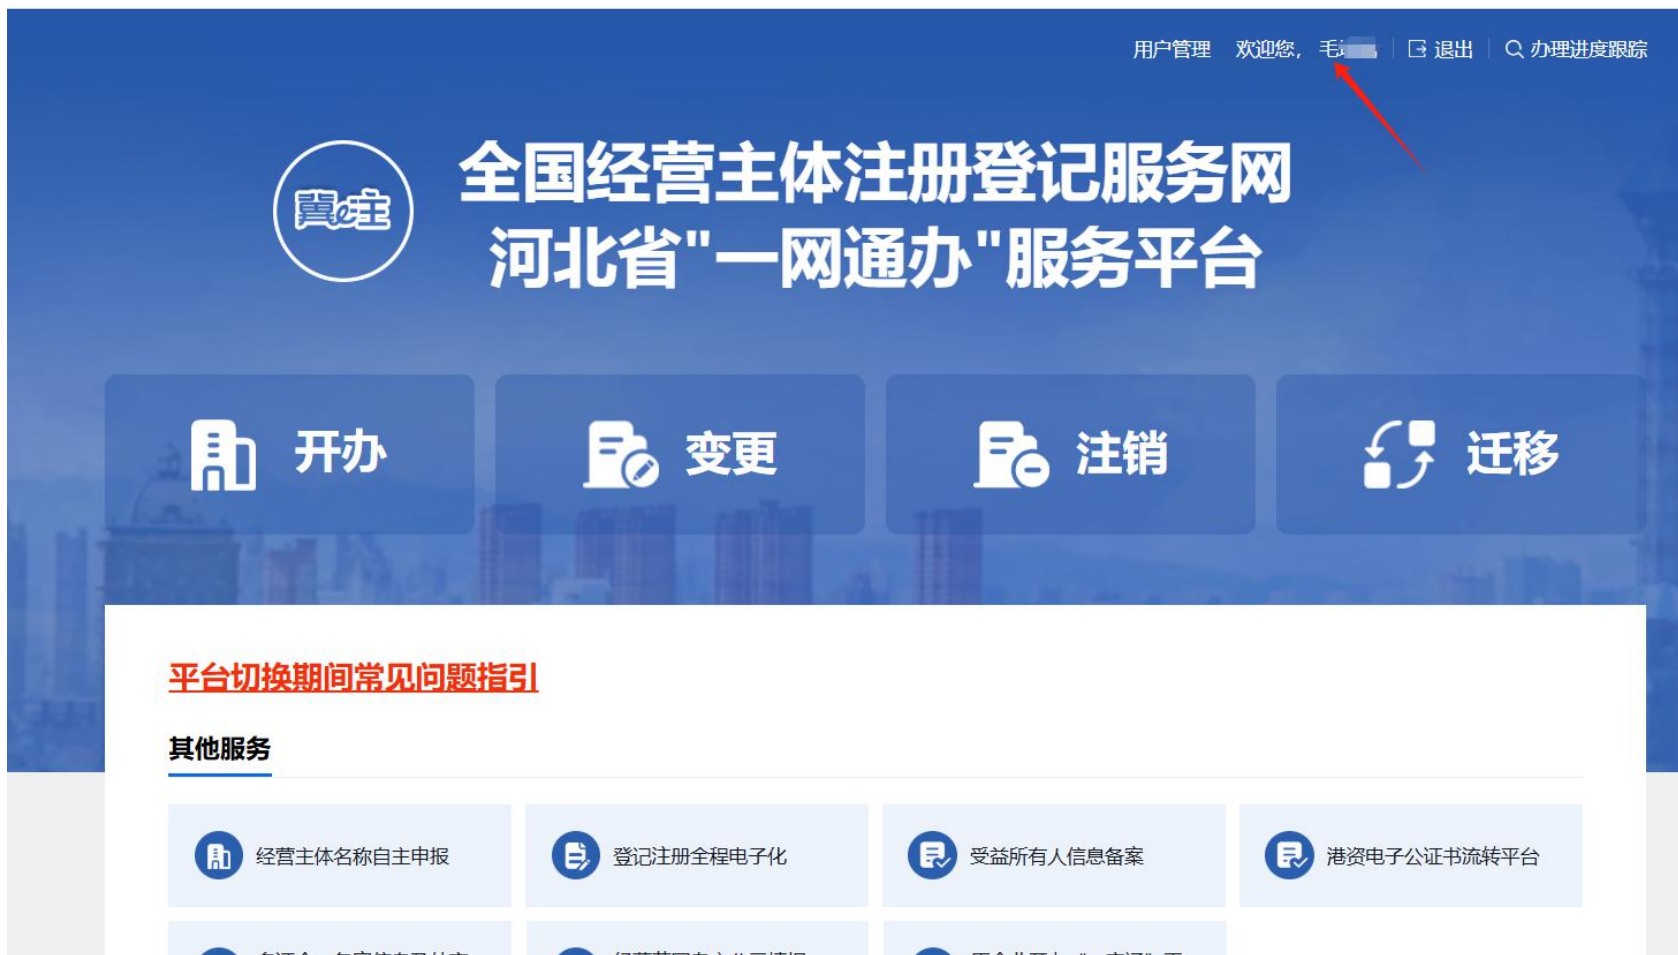 用户管理 欢迎您, 毛 退出 办理进度跟踪
冀e主
全国经营主体注册登记服务网
河北省"一网通办"服务平台
开办 变更 注销 迁移
平台切换期间常见问题指引
其他服务
经营主体名称自主申报 登记注册全程电子化 受益所有人信息备案 港资电子公证书流转平台